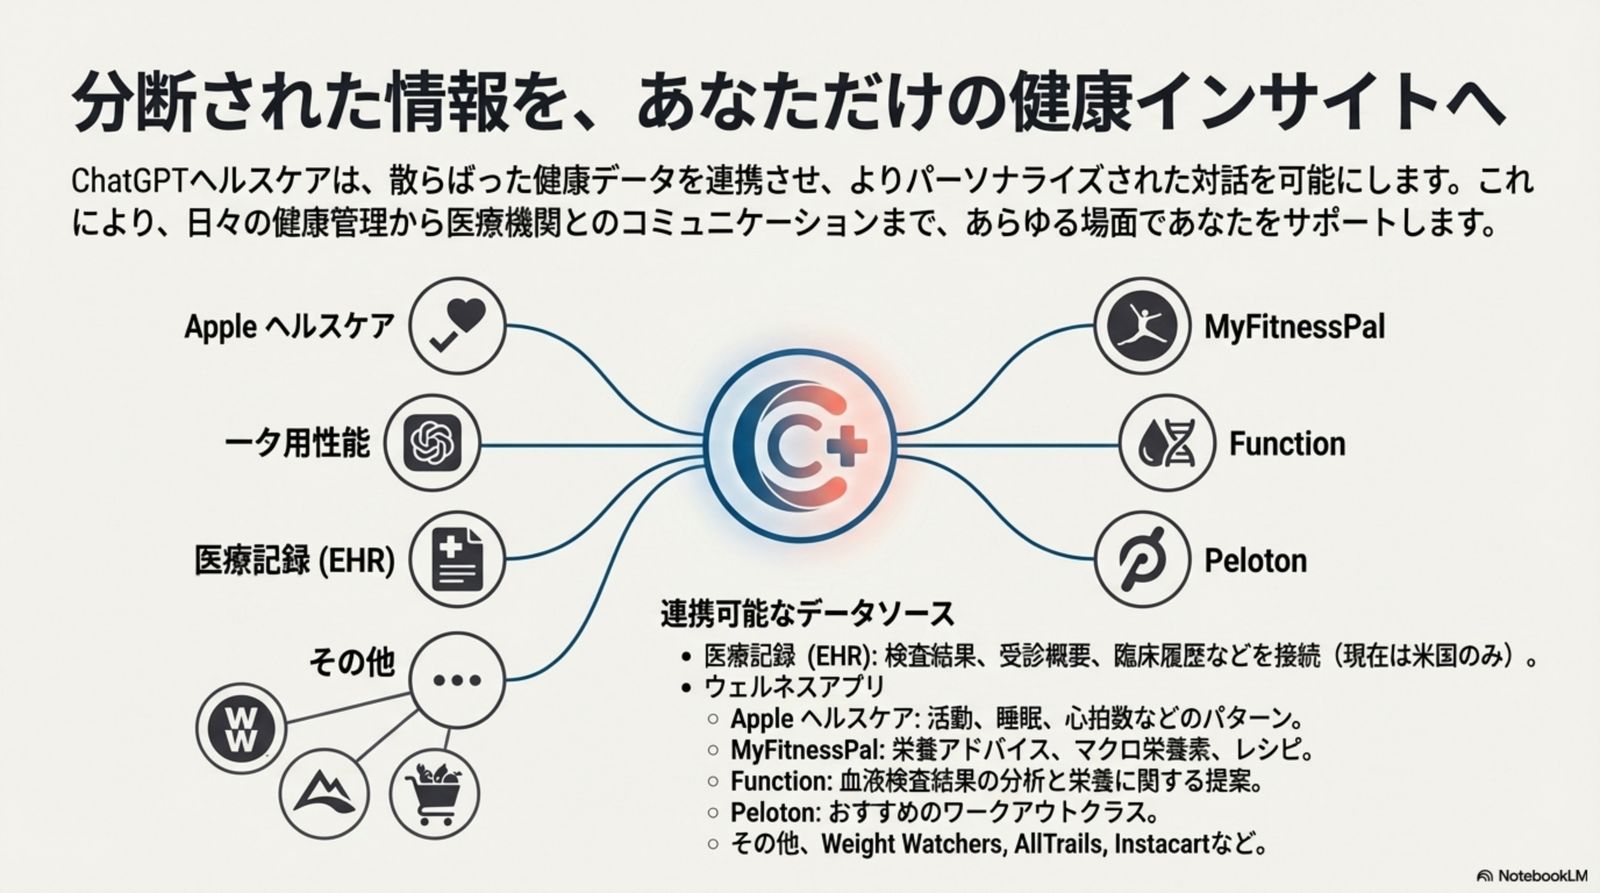 分断された情報を、あなただけの健康インサイトへ
ChatGPTヘルスケアは、散らばった健康データを連携させ、よりパーソナライズされた対話を可能にします。これ
により、日々の健康管理から医療機関とのコミュニケーションまで、あらゆる場面であなたをサポートします。
Apple ヘルスケア
ータ用性能
医療記録 (EHR)
その他
W
W
MyFitnessPal
Function
Peloton
連携可能なデータソース
• 医療記録 (EHR): 検査結果、受診概要、臨床履歴などを接続（現在は米国のみ）。
• ウェルネスアプリ
○ Apple ヘルスケア: 活動、睡眠、心拍数などのパターン。
○ MyFitnessPal: 栄養アドバイス、マクロ栄養素、レシピ。
○ Function: 血液検査結果の分析と栄養に関する提案。
○ Peloton: おすすめのワークアウトクラス。
○ その他、Weight Watchers, AllTrails, Instacartなど。
NotebookLM